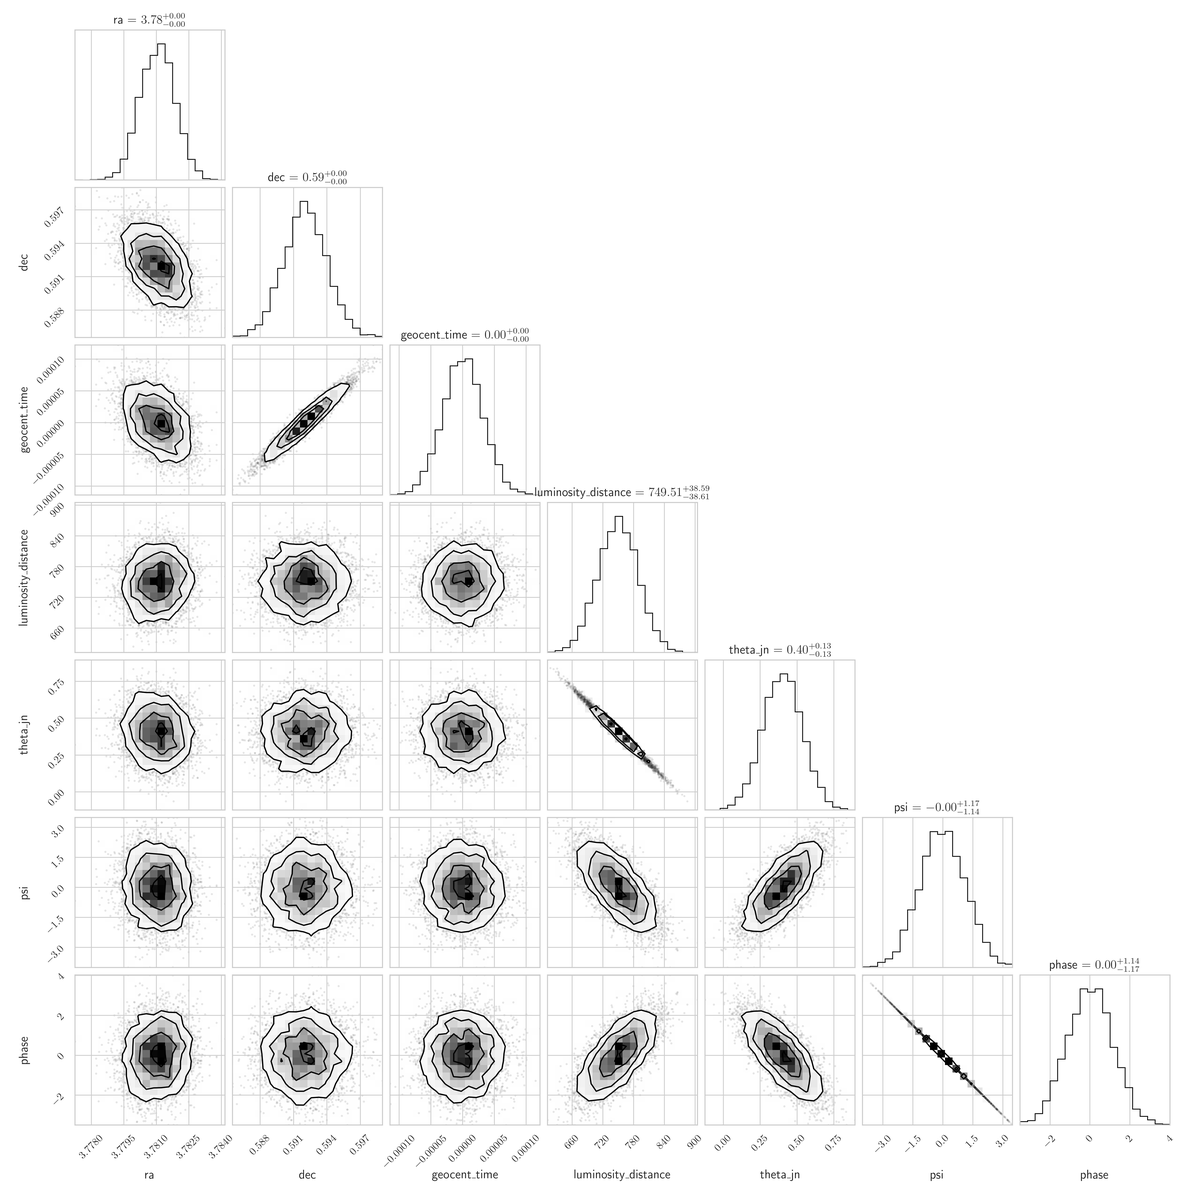 ra = 3.78+0.00−0.00
dec = 0.59+0.00−0.00
dec
0.597
0.594
0.591
0.588
geocent_time = 0.00+0.00−0.00
geocent_time
0.00010
0.00005
0.00000
−0.00005
−0.00010
luminosity_distance = 749.51+38.59−38.61
luminosity_distance
900
840
780
720
660
theta_jn = 0.40+0.13−0.13
theta_jn
0.75
0.50
0.25
0.00
psi = −0.00+1.17−1.14
psi
3.0
1.5
0.0
−1.5
−3.0
phase = 0.00+1.14−1.17
phase
4
2
0
−2
3.7780 3.7795 3.7810 3.7825 3.7840
0.588 0.591 0.594 0.597
−0.00010 −0.00005 0.00000 0.00005 0.00010
660 720 780 840 900
0.00 0.25 0.50 0.75
−3.0 −1.5 0.0 1.5 3.0
−2 0 2 4
ra dec geocent_time luminosity_distance theta_jn psi phase